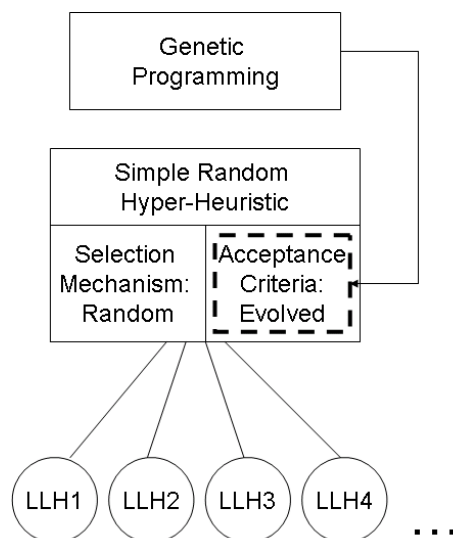 Genetic
Programming
Simple Random
Hyper-Heuristic
Selection
Mechanism:
Random
Acceptance
Criteria:
Evolved
LLH1
LLH2
LLH3
LLH4
...